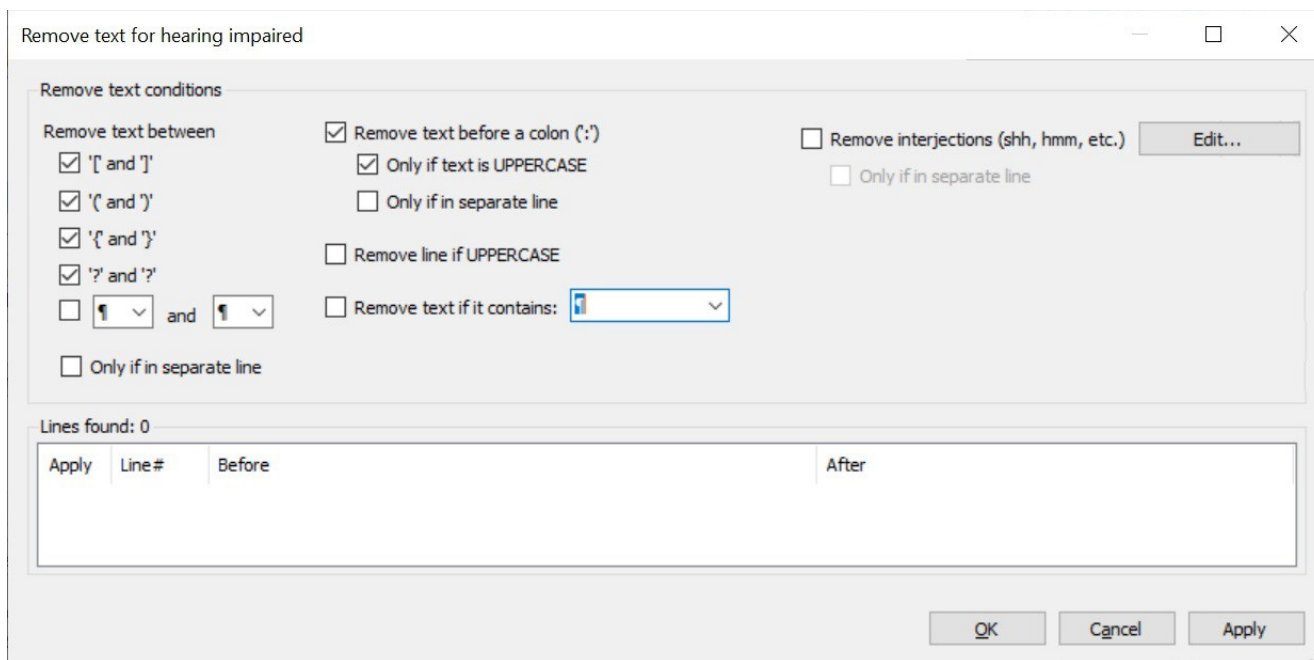 Remove text for hearing impaired
Remove text conditions
Remove text between
'[' and ']'
'(' and ')'
'{' and '}'
'?' and '?'
¶ and ¶
Only if in separate line
Remove text before a colon (':')
Only if text is UPPERCASE
Only if in separate line
Remove line if UPPERCASE
Remove text if it contains: ¶
Remove interjections (shh, hmm, etc.) Edit...
Only if in separate line
Lines found: 0
Apply Line# Before After
OK Cancel Apply